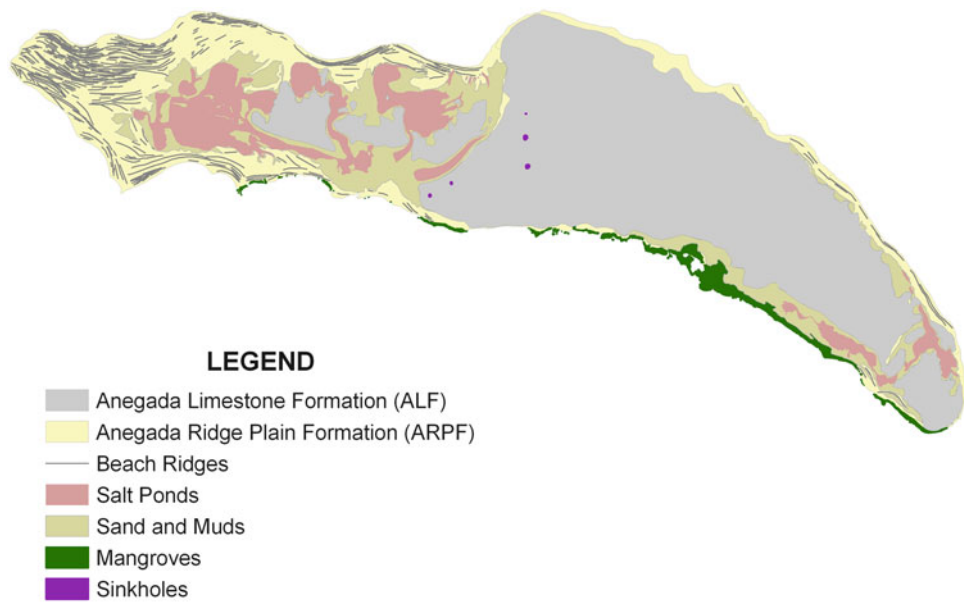 LEGEND
Anegada Limestone Formation (ALF)
Anegada Ridge Plain Formation (ARPF)
Beach Ridges
Salt Ponds
Sand and Muds
Mangroves
Sinkholes